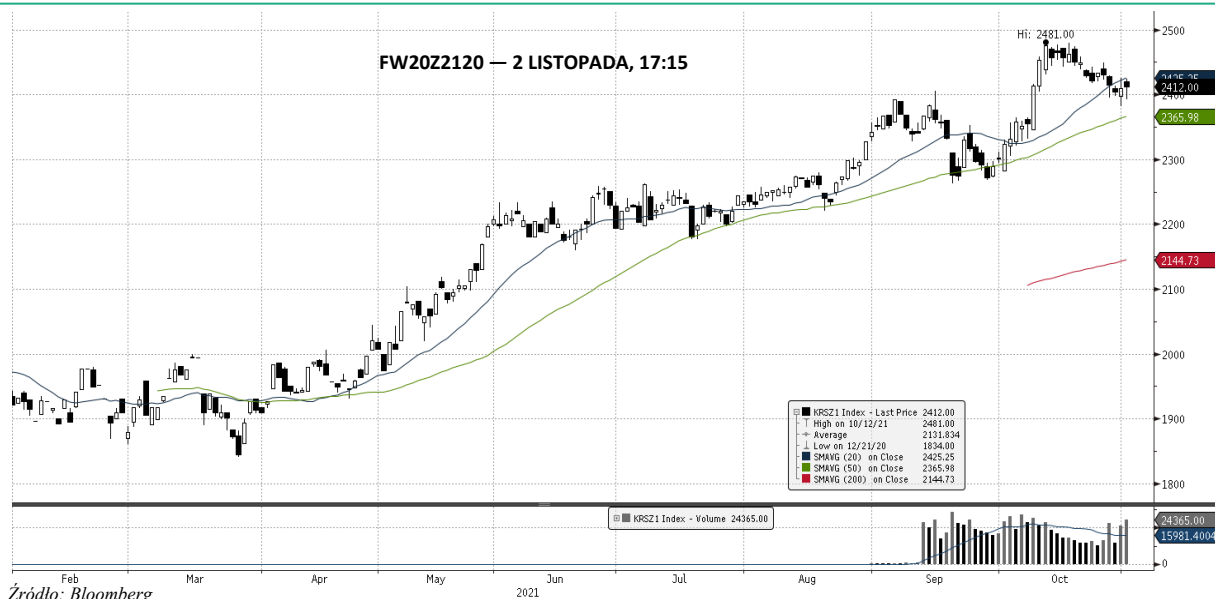 Hi: 2481.00
2500
FW20Z2120 — 2 LISTOPADA, 17:15
2425.25
2412.00
2400
2365.98
2300
2200
2144.73
2100
2000
1900
1800
KRSZ1 Index - Last Price 2412.00
High on 10/12/21 2481.00
Average 2131.834
Low on 12/21/20 1834.00
SMAVG (20) on Close 2425.25
SMAVG (50) on Close 2365.98
SMAVG (200) on Close 2144.73
KRSZ1 Index - Volume 24365.00
24365.00
15981.4004
0
Feb Mar Apr May Jun Jul Aug Sep Oct
2021
Źródło: Bloomberg